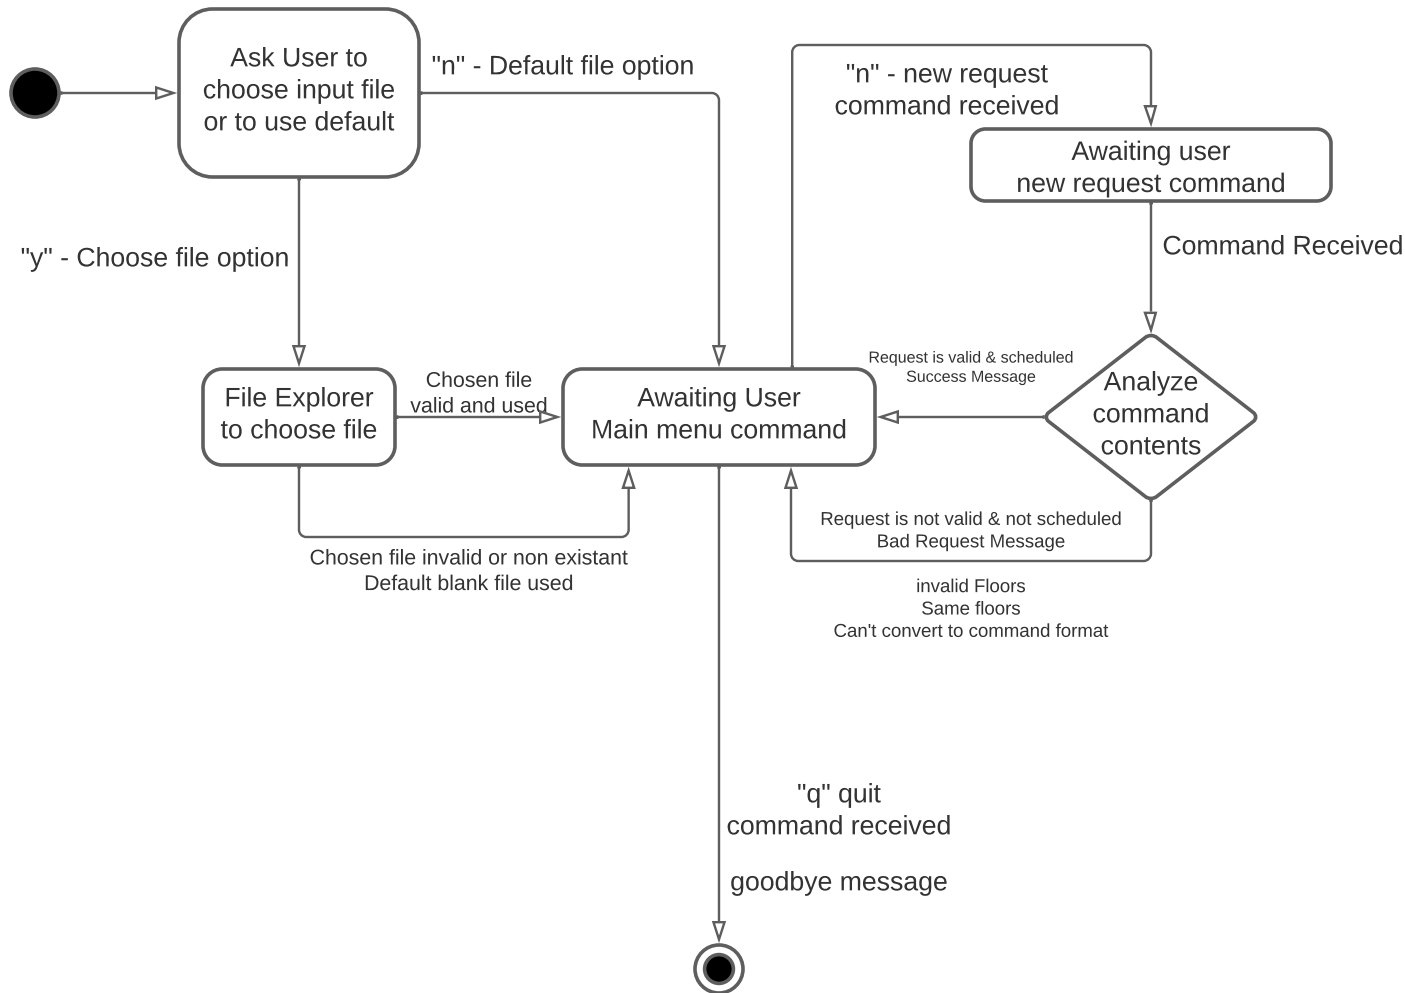 Ask User to
choose input file
or to use default
"n" - Default file option
"n" - new request
command received
Awaiting user
new request command
"y" - Choose file option
Command Received
File Explorer
to choose file
Chosen file
valid and used
Awaiting User
Main menu command
Request is valid & scheduled
Success Message
Analyze
command
contents
Chosen file invalid or non existant
Default blank file used
Request is not valid & not scheduled
Bad Request Message
invalid Floors
Same floors
Can't convert to command format
"q" quit
command received
goodbye message